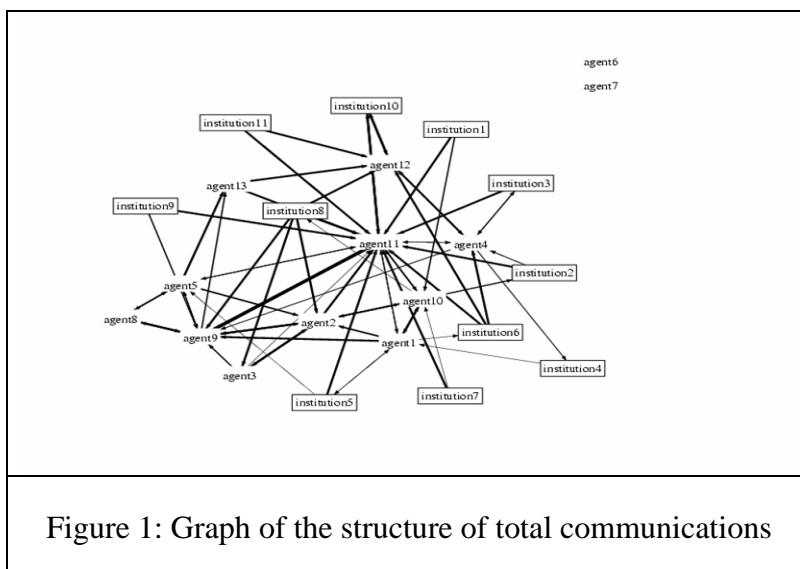 agent6
agent7
institution10
institution11
institution1
agent12
agent13
institution3
institution9
institution8
agent11
agent4
institution2
agent5
agent10
agent8
agent2
institution6
agent9
agent1
institution4
agent3
institution5
institution7
Figure 1: Graph of the structure of total communications